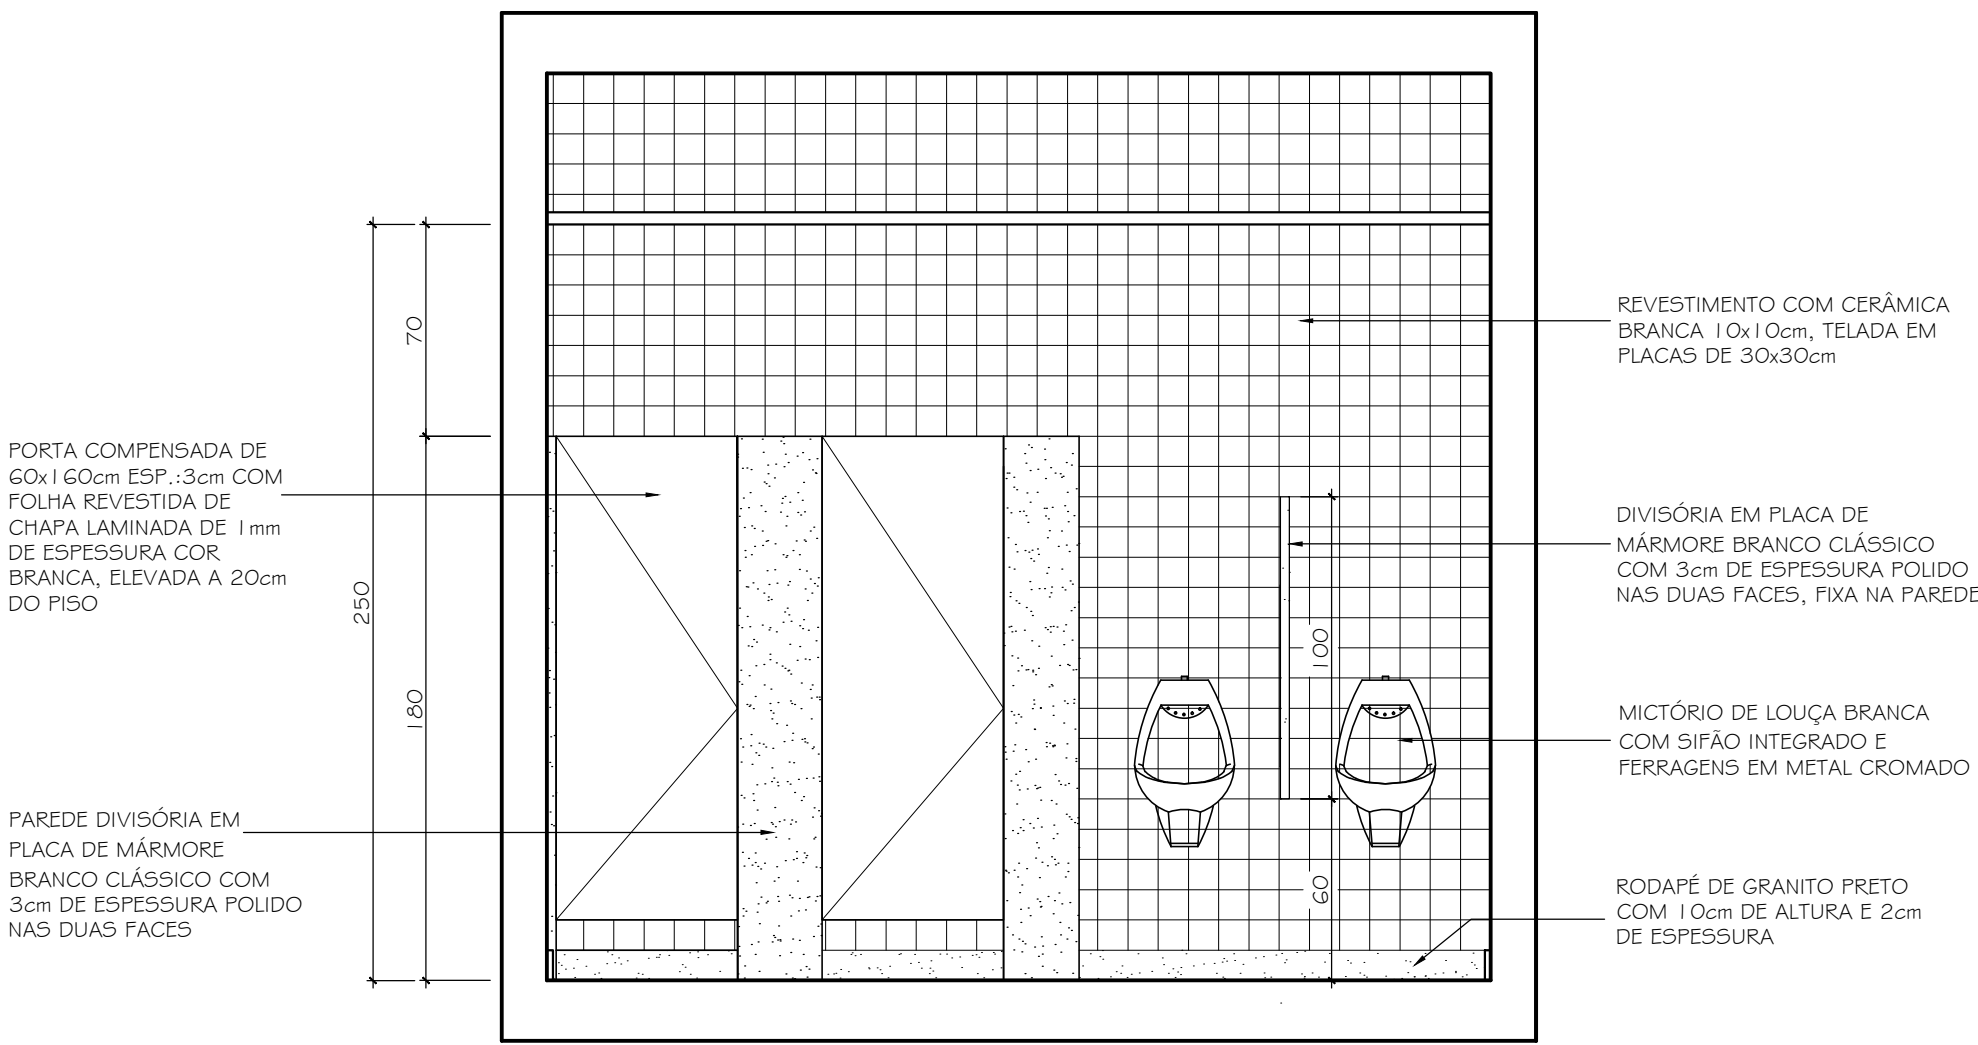 PORTA COMPENSADA DE
60x160cm ESP.:3cm COM
FOLHA REVESTIDA DE
CHAPA LAMINADA DE 1mm
DE ESPESSURA COR
BRANCA, ELEVADA A 20cm
DO PISO
PAREDE DIVISÓRIA EM
PLACA DE MÁRMORE
BRANCO CLÁSSICO COM
3cm DE ESPESSURA POLIDO
NAS DUAS FACES
250
70
180
100
60
REVESTIMENTO COM CERÂMICA
BRANCA 10x10cm, TELADA EM
PLACAS DE 30x30cm
DIVISÓRIA EM PLACA DE
MÁRMORE BRANCO CLÁSSICO
COM 3cm DE ESPESSURA POLIDO
NAS DUAS FACES, FIXA NA PAREDE
MICTÓRIO DE LOUÇA BRANCA
COM SIFÃO INTEGRADO E
FERRAGENS EM METAL CROMADO
RODAPÉ DE GRANITO PRETO
COM 10cm DE ALTURA E 2cm
DE ESPESSURA